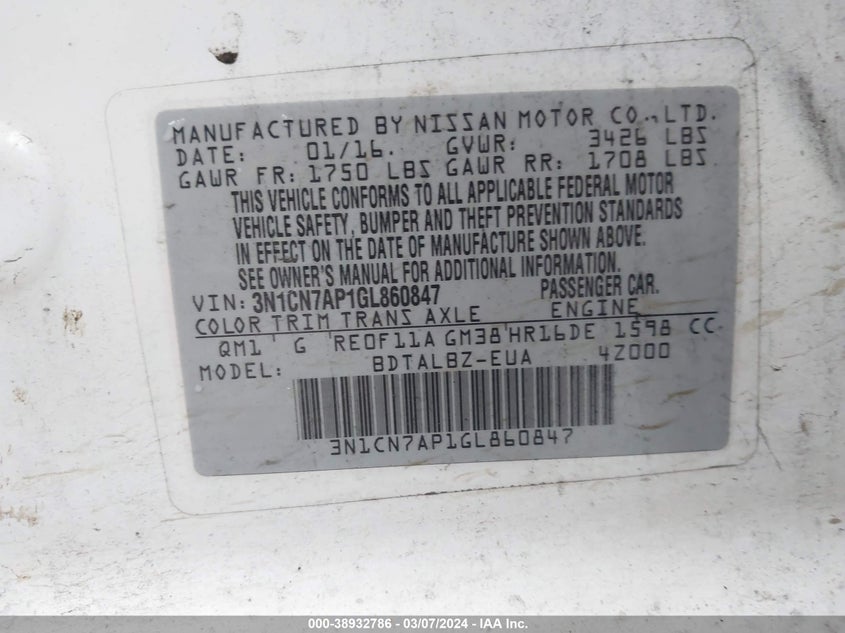 MANUFACTURED BY NISSAN MOTOR CO., LTD.
DATE: 01/16. GVWR: 3426 LBS
GAWR FR: 1750 LBS GAWR RR: 1708 LBS
THIS VEHICLE CONFORMS TO ALL APPLICABLE FEDERAL MOTOR
VEHICLE SAFETY, BUMPER AND THEFT PREVENTION STANDARDS
IN EFFECT ON THE DATE OF MANUFACTURE SHOWN ABOVE.
SEE OWNER'S MANUAL FOR ADDITIONAL INFORMATION.
VIN: 3N1CN7AP1GL860847 PASSENGER CAR.
COLOR TRIM TRANS AXLE ENGINE
QM1 G RE0F11A GM38 HR16DE 1598 CC
MODEL: BDTALBZ-EUA 4Z000
3N1CN7AP1GL860847
000-38932786 - 03/07/2024 - IAA Inc.